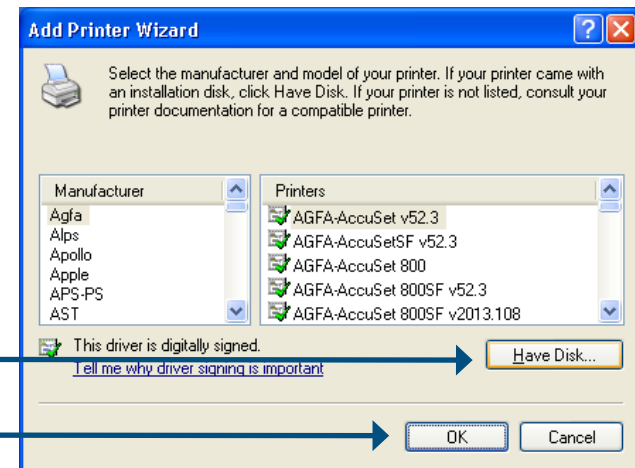 Add Printer Wizard
Select the manufacturer and model of your printer. If your printer came with
an installation disk, click Have Disk. If your printer is not listed, consult your
printer documentation for a compatible printer.
Manufacturer
Agfa
Alps
Apollo
Apple
APS-PS
AST
Printers
AGFA-AccuSet v52.3
AGFA-AccuSetSF v52.3
AGFA-AccuSet 800
AGFA-AccuSet 800SF v52.3
AGFA-AccuSet 800SF v2013.108
This driver is digitally signed.
Tell me why driver signing is important
Have Disk...
OK
Cancel